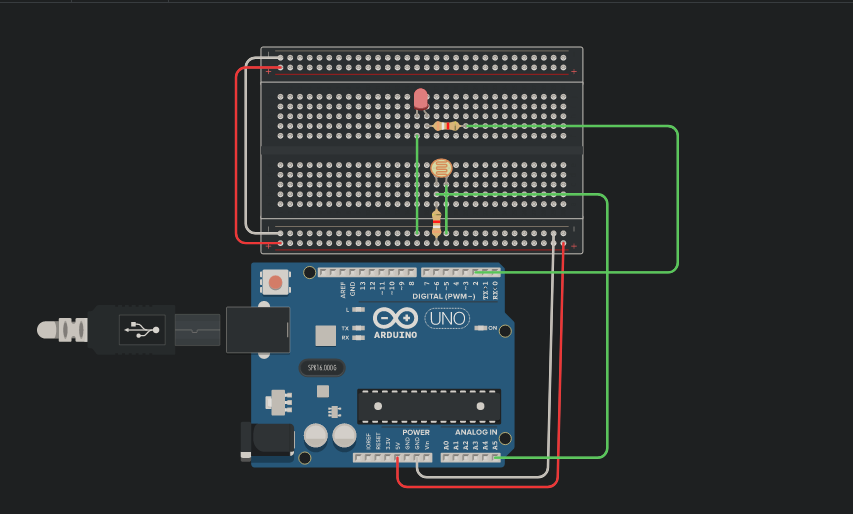 AREF
GND
13
12
~11
~10
~9
8
7
~6
~5
4
~3
2
TX→1
RX←0
DIGITAL (PWM~)
L
TX
RX
ARDUINO
UNO
ON
SPK16.000G
POWER
ANALOG IN
IOREF
RESET
3.3V
5V
GND
GND
Vin
A0
A1
A2
A3
A4
A5